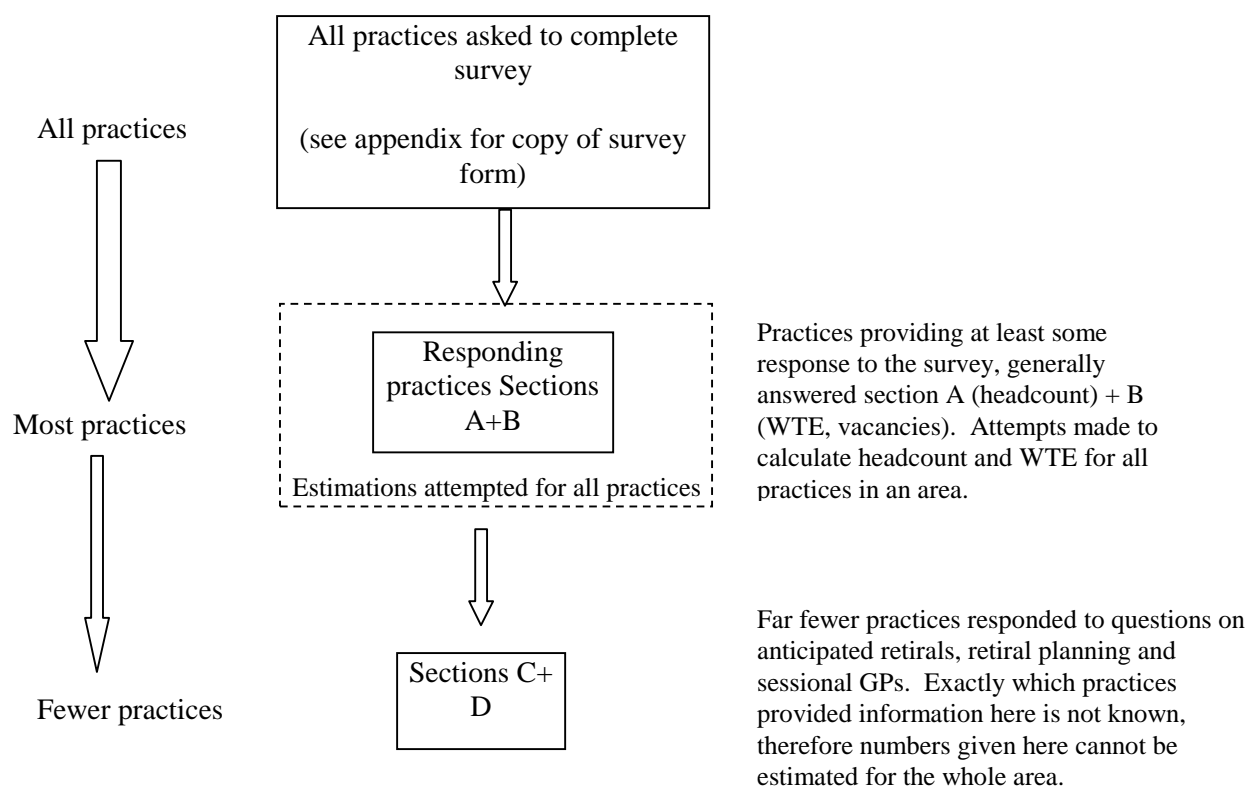 All practices asked to complete
survey
(see appendix for copy of survey
form)
All practices
Responding
practices Sections
A+B
Estimations attempted for all practices
Most practices
Practices providing at least some
response to the survey, generally
answered section A (headcount) + B
(WTE, vacancies).  Attempts made to
calculate headcount and WTE for all
practices in an area.
Sections C+
D
Fewer practices
Far fewer practices responded to questions on
anticipated retirals, retiral planning and
sessional GPs.  Exactly which practices
provided information here is not known,
therefore numbers given here cannot be
estimated for the whole area.